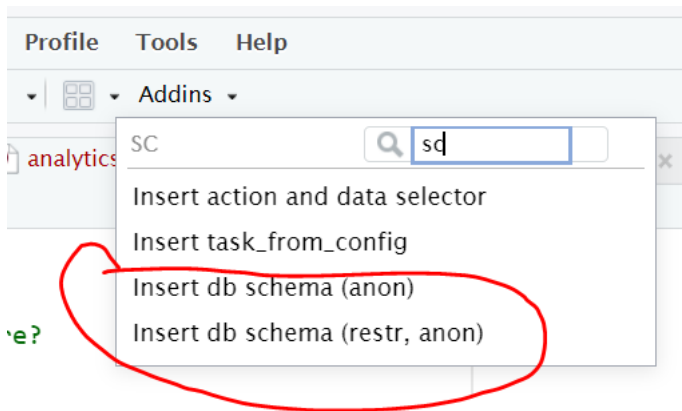 Profile Tools Help
Addins
analytics
SC sc
Insert action and data selector
Insert task_from_config
Insert db schema (anon)
Insert db schema (restr, anon)
e?